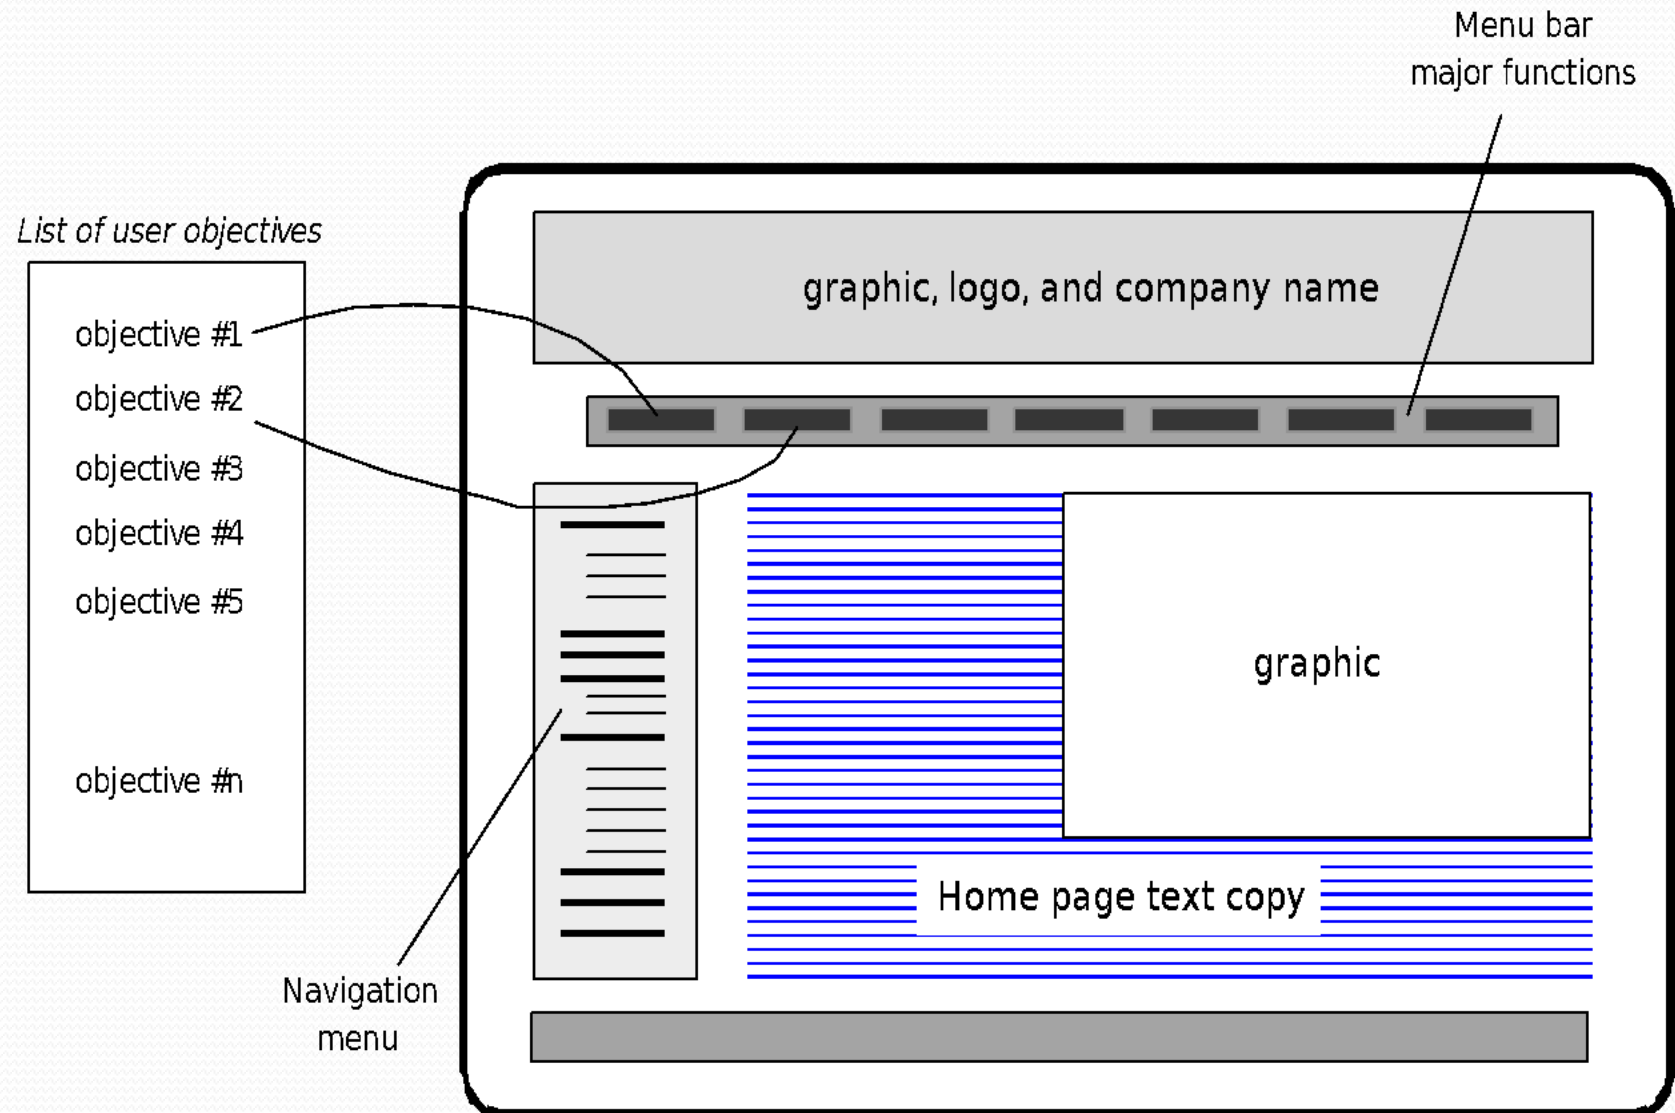 Menu bar
major functions
List of user objectives
objective #1
objective #2
objective #3
objective #4
objective #5
objective #n
graphic, logo, and company name
graphic
Home page text copy
Navigation
menu